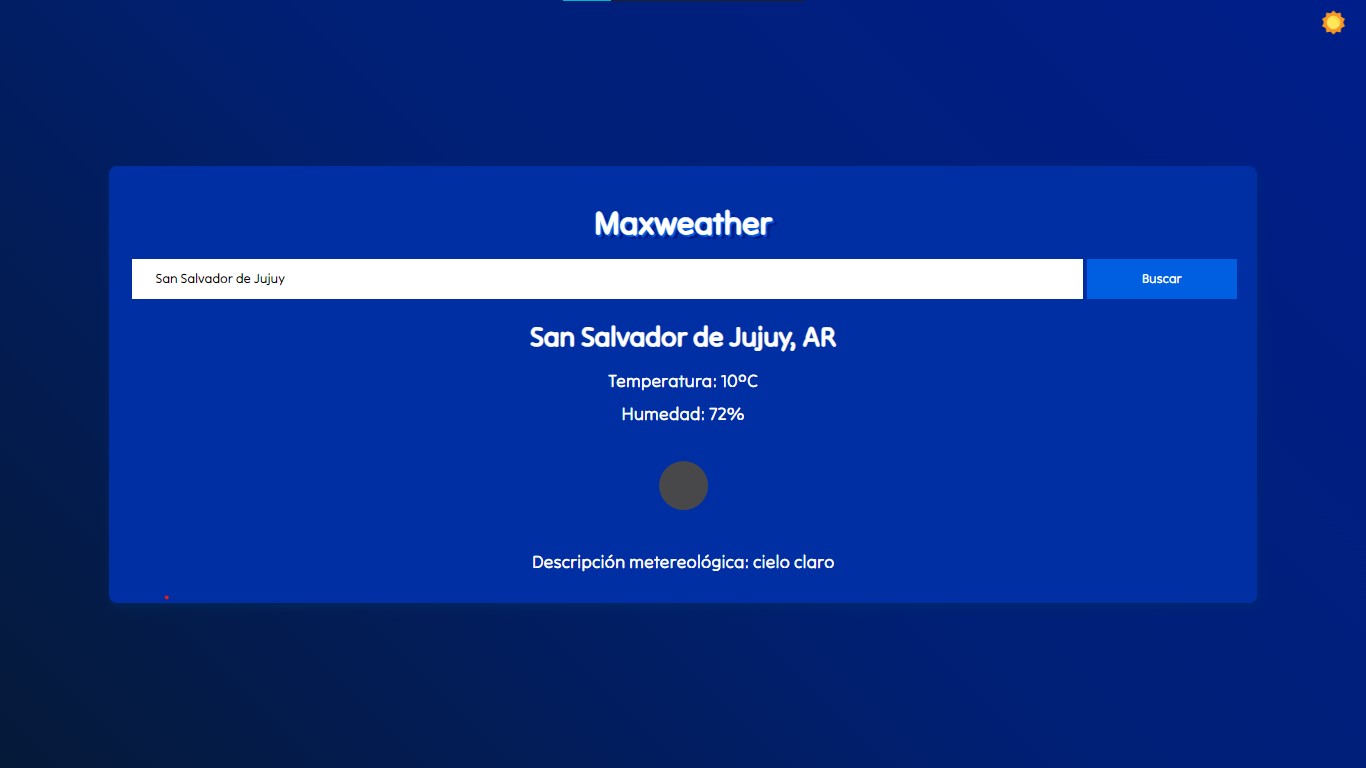 Maxweather
San Salvador de Jujuy
Buscar
San Salvador de Jujuy, AR
Temperatura: 10ºC
Humedad: 72%
Descripción metereológica: cielo claro